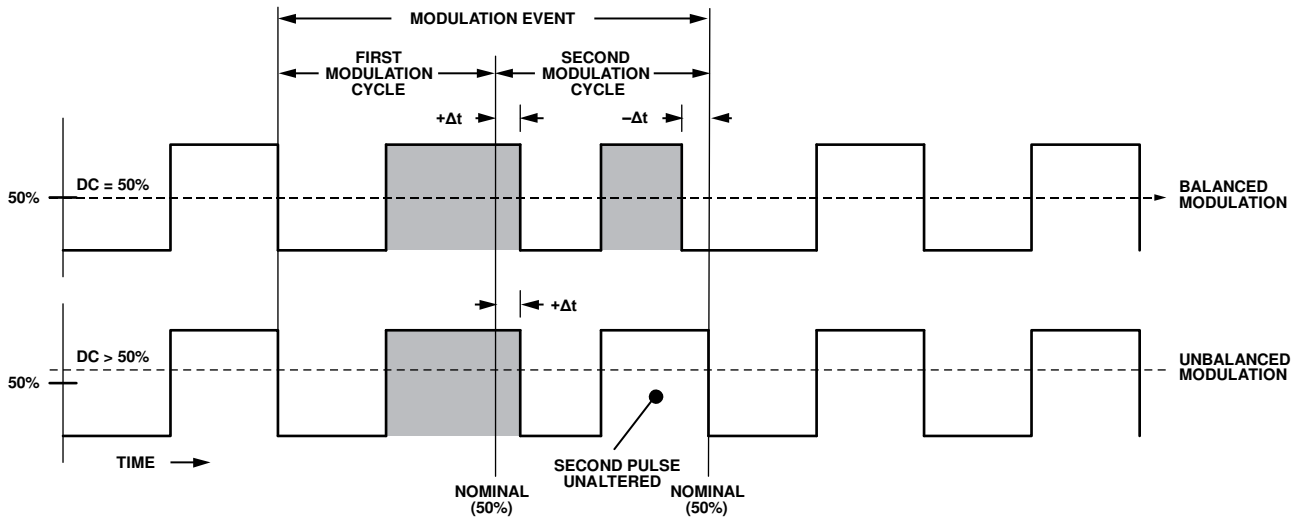 MODULATION EVENT
FIRST
MODULATION
CYCLE
SECOND
MODULATION
CYCLE
+Δt
–Δt
DC = 50%
50%
BALANCED
MODULATION
+Δt
DC > 50%
50%
UNBALANCED
MODULATION
TIME
SECOND PULSE
UNALTERED
NOMINAL
(50%)
NOMINAL
(50%)